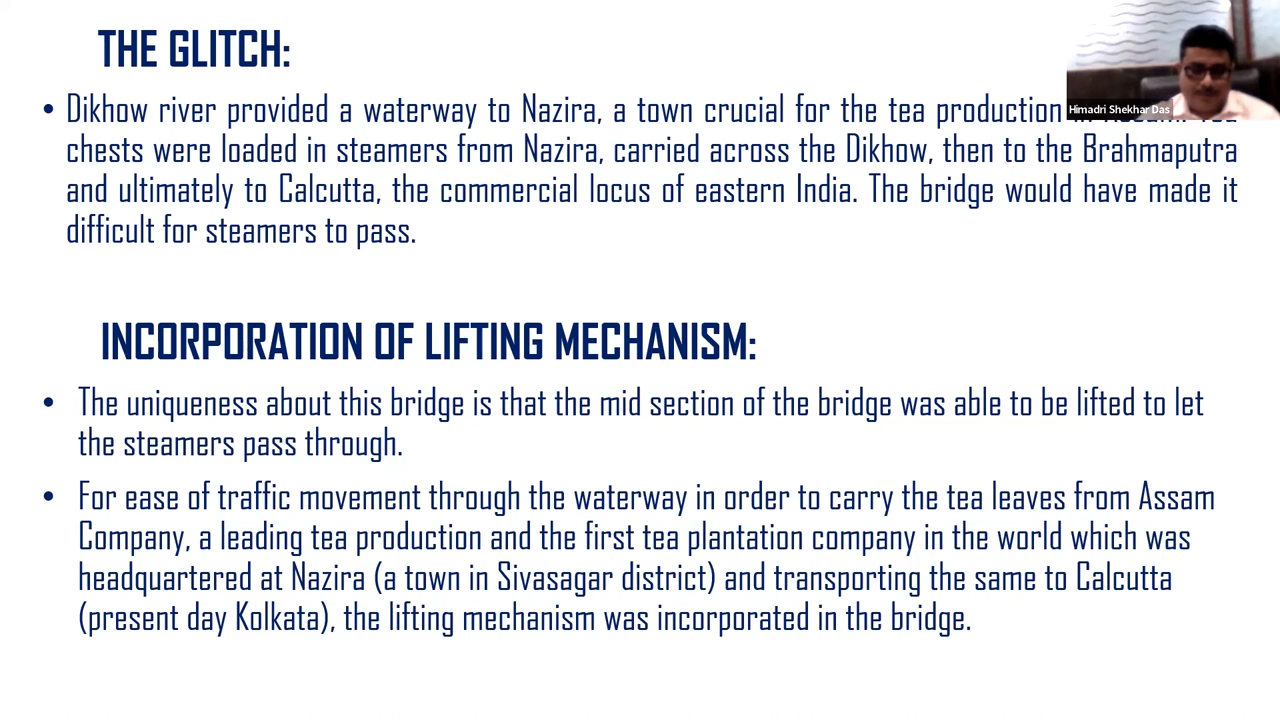 THE GLITCH:
Himadri Shekhar Das
• Dikhow river provided a waterway to Nazira, a town crucial for the tea production
chests were loaded in steamers from Nazira, carried across the Dikhow, then to the Brahmaputra
and ultimately to Calcutta, the commercial locus of eastern India. The bridge would have made it
difficult for steamers to pass.
INCORPORATION OF LIFTING MECHANISM:
• The uniqueness about this bridge is that the mid section of the bridge was able to be lifted to let
the steamers pass through.
• For ease of traffic movement through the waterway in order to carry the tea leaves from Assam
Company, a leading tea production and the first tea plantation company in the world which was
headquartered at Nazira (a town in Sivasagar district) and transporting the same to Calcutta
(present day Kolkata), the lifting mechanism was incorporated in the bridge.